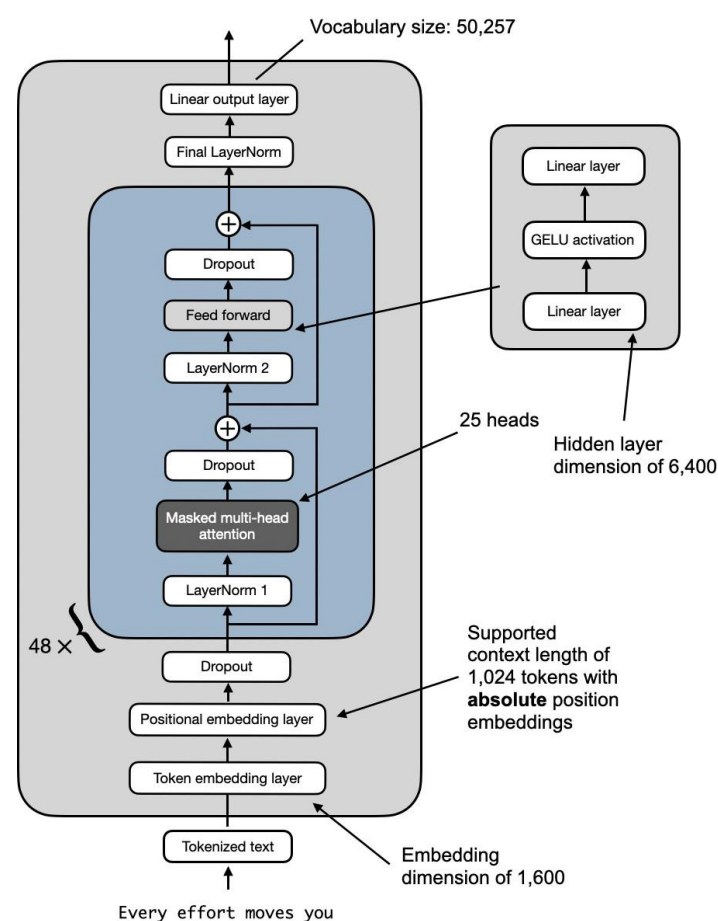 Vocabulary size: 50,257
Linear output layer
Final LayerNorm
Dropout
Feed forward
LayerNorm 2
Dropout
Masked multi-head
attention
LayerNorm 1
48 ×
Dropout
Positional embedding layer
Token embedding layer
Tokenized text
Every effort moves you
Linear layer
GELU activation
Linear layer
25 heads
Hidden layer
dimension of 6,400
Supported
context length of
1,024 tokens with
absolute position
embeddings
Embedding
dimension of 1,600